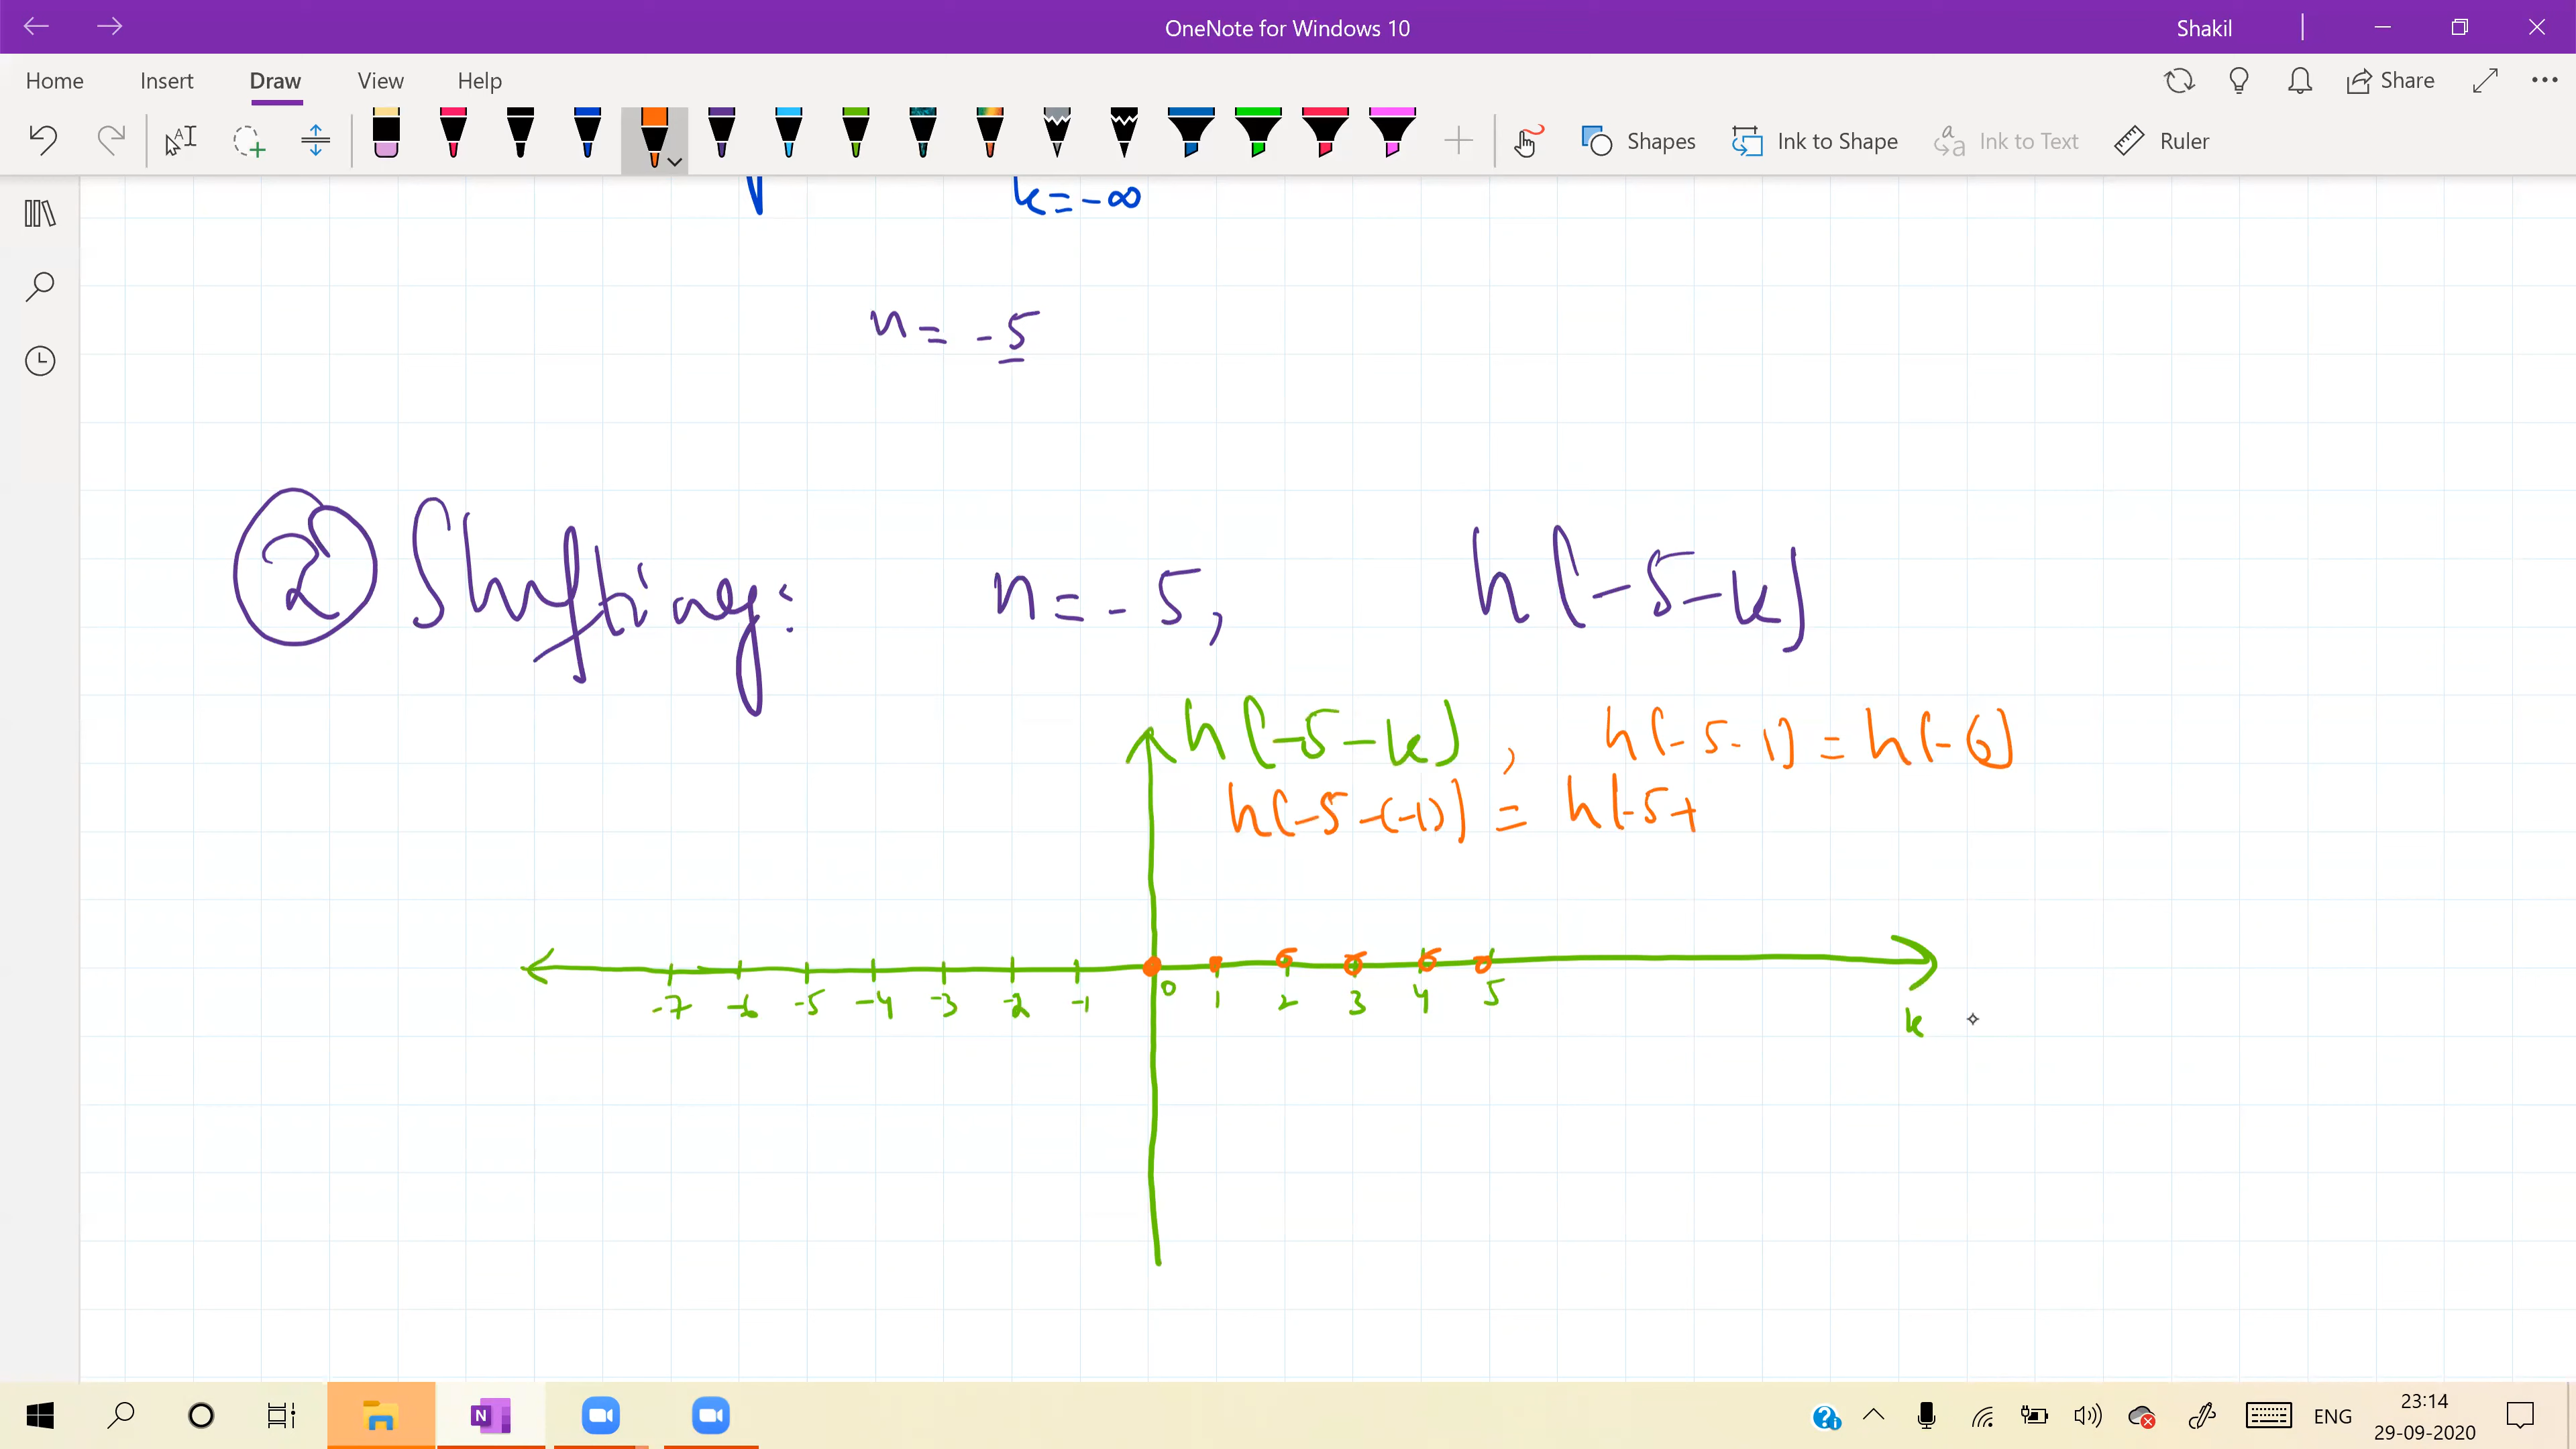 OneNote for Windows 10
Shakil
Home Insert Draw View Help
Share
Shapes Ink to Shape Ink to Text Ruler
k = -∞
n = -5
2 Shifting: n = -5, h[-5-k]
h[-5-k], h[-5-1] = h[-6]
h[-5-(-1)] = h[-5+
-7 -6 -5 -4 -3 -2 -1 0 1 2 3 4 5
k
ENG
23:14
29-09-2020